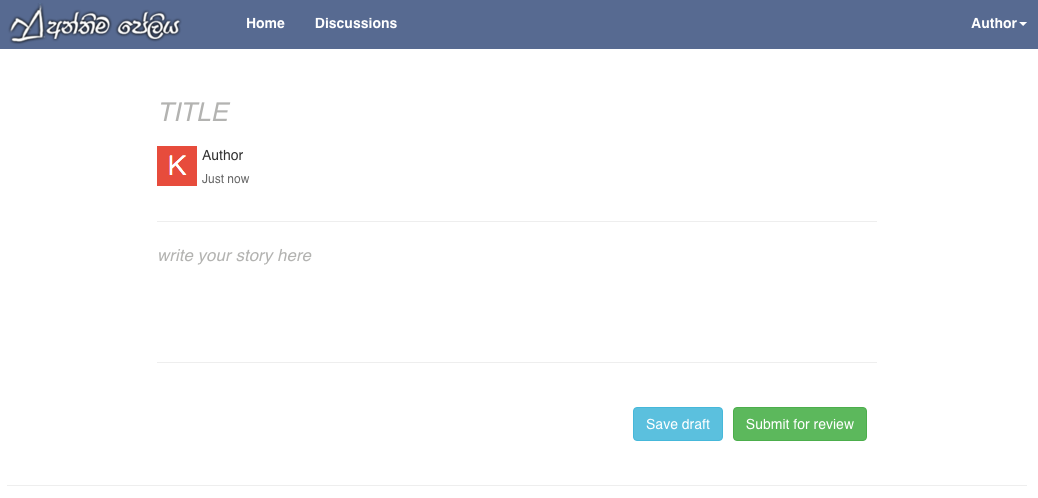 අන්තිම පේලිය
Home
Discussions
Author
TITLE
K
Author
Just now
write your story here
Save draft
Submit for review